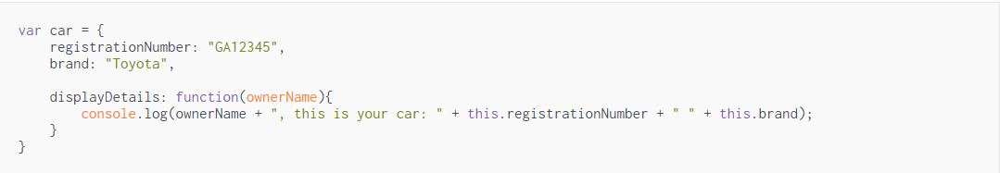 var car = {
    registrationNumber: "GA12345",
    brand: "Toyota",

    displayDetails: function(ownerName){
        console.log(ownerName + ", this is your car: " + this.registrationNumber + " " + this.brand);
    }
}